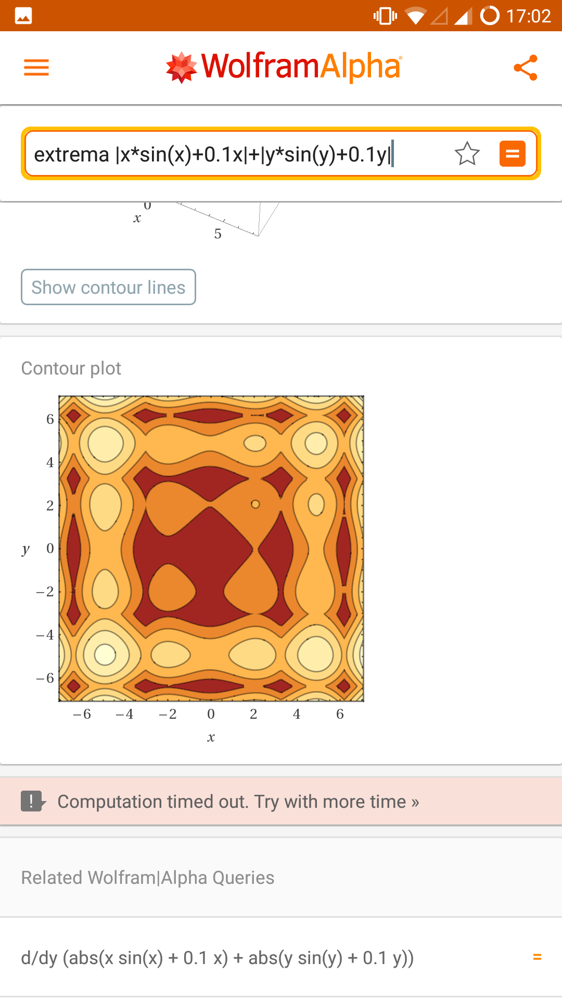 17:02
WolframAlpha
extrema |x*sin(x)+0.1x|+|y*sin(y)+0.1y|
0
x
5
Show contour lines
Contour plot
6
4
2
y 0
−2
−4
−6
−6 −4 −2 0 2 4 6
x
! Computation timed out. Try with more time »
Related Wolfram|Alpha Queries
d/dy (abs(x sin(x) + 0.1 x) + abs(y sin(y) + 0.1 y)) =